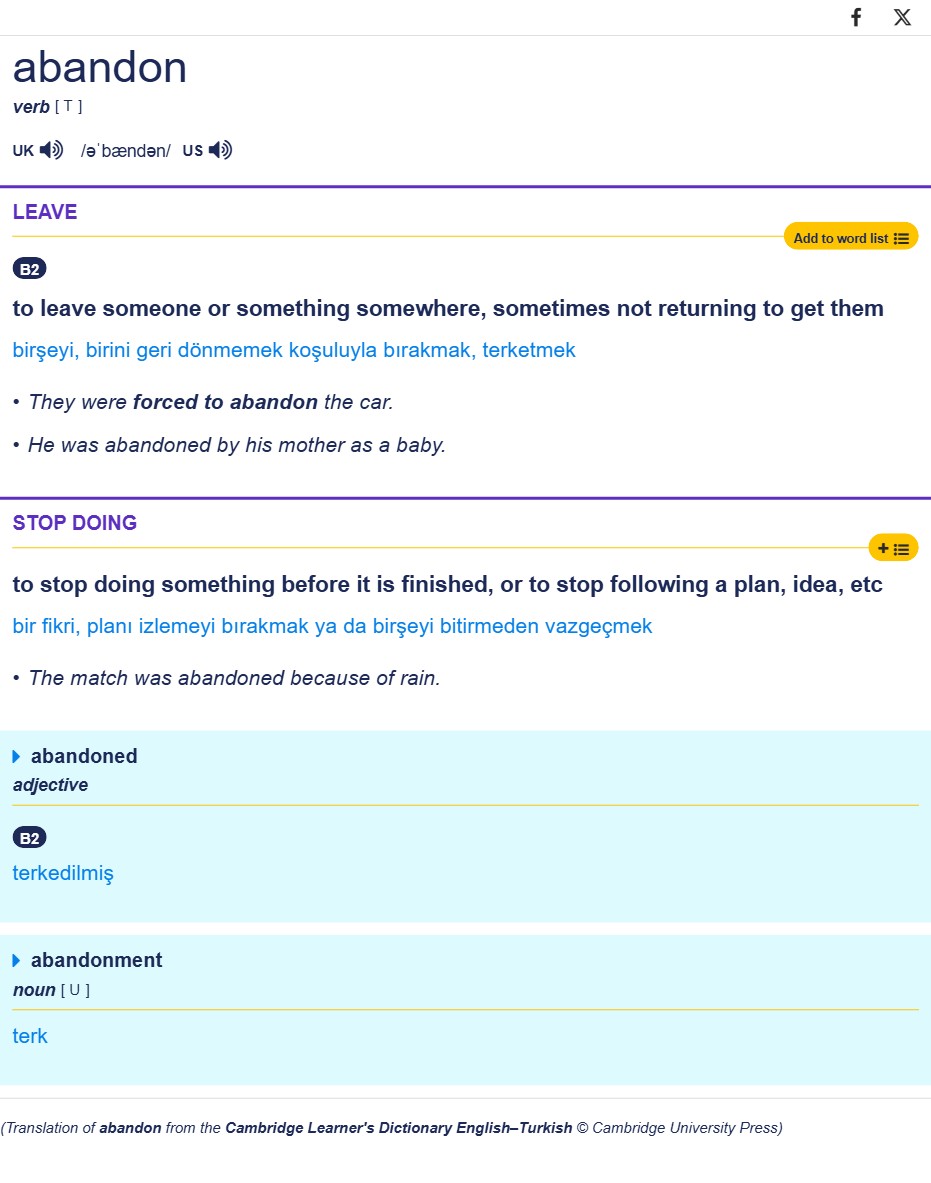 abandon
verb [ T ]
UK /əˈbændən/ US
LEAVE
Add to word list
B2
to leave someone or something somewhere, sometimes not returning to get them
birşeyi, birini geri dönmemek koşuluyla bırakmak, terketmek
• They were forced to abandon the car.
• He was abandoned by his mother as a baby.
STOP DOING
to stop doing something before it is finished, or to stop following a plan, idea, etc
bir fikri, planı izlemeyi bırakmak ya da birşeyi bitirmeden vazgeçmek
• The match was abandoned because of rain.
abandoned
adjective
B2
terkedilmiş
abandonment
noun [ U ]
terk
(Translation of abandon from the Cambridge Learner's Dictionary English–Turkish © Cambridge University Press)